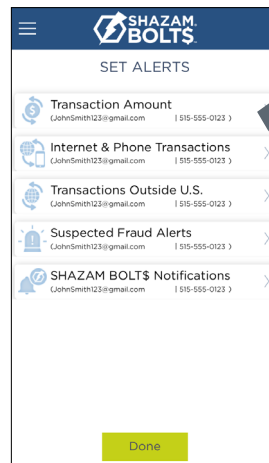 SHAZAM.
BOLT$.
SET ALERTS
Transaction Amount
(JohnSmith123@gmail.com | 515-555-0123 )
Internet & Phone Transactions
(JohnSmith123@gmail.com | 515-555-0123 )
Transactions Outside U.S.
(JohnSmith123@gmail.com | 515-555-0123 )
Suspected Fraud Alerts
(JohnSmith123@gmail.com | 515-555-0123 )
SHAZAM BOLT$ Notifications
(JohnSmith123@gmail.com | 515-555-0123 )
Done